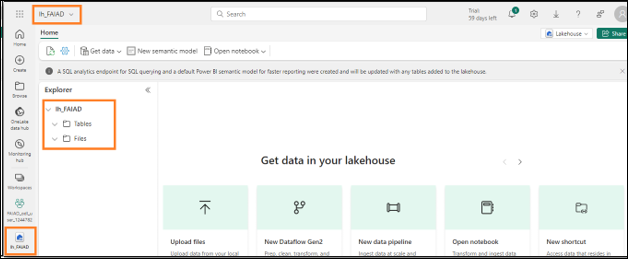 lh_FAIAD
Search
Trial:
59 days left
Home
Lakehouse
Share
Get data
New semantic model
Open notebook
A SQL analytics endpoint for SQL querying and a default Power BI semantic model for faster reporting were created and will be updated with any tables added to the lakehouse.
Home
Create
Browse
OneLake
data hub
Monitoring
hub
Workspaces
lh_FAIAD
Explorer
lh_FAIAD
Tables
Files
Get data in your lakehouse
Upload files
Upload data from your local
New Dataflow Gen2
Prep, clean, transform, and
New data pipeline
Ingest data at scale and
Open notebook
Transform and ingest data
New shortcut
Access data that resides in